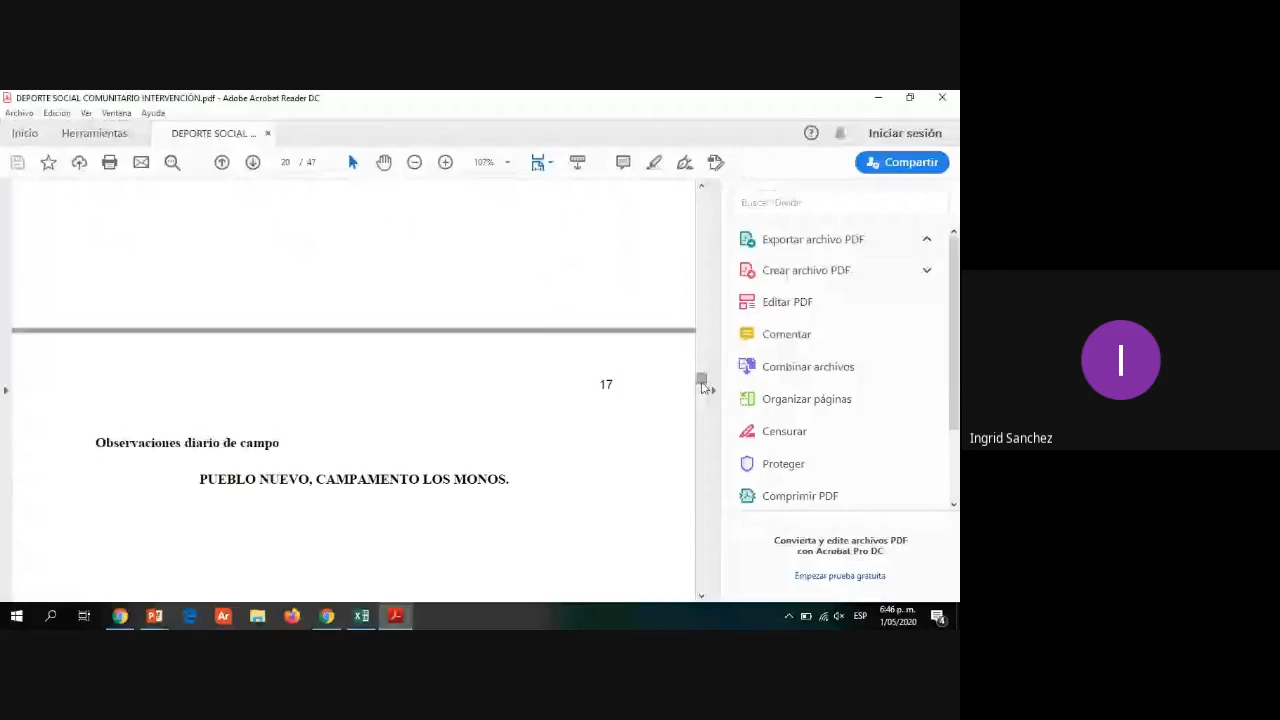 DEPORTE SOCIAL COMUNITARIO INTERVENCIÓN.pdf - Adobe Acrobat Reader DC
Archivo Edición Ver Ventana Ayuda
Inicio Herramientas DEPORTE SOCIAL ... × Iniciar sesión
20 / 47 107% Compartir
Exportar archivo PDF
Crear archivo PDF
Editar PDF
Comentar
Combinar archivos
Organizar páginas
Censurar
Proteger
Comprimir PDF
Convierta y edite archivos PDF
con Acrobat Pro DC
Empezar prueba gratuita
17
Observaciones diario de campo
PUEBLO NUEVO, CAMPAMENTO LOS MONOS.
I
Ingrid Sanchez
Ar ESP 6:46 p. m.
1/05/2020
4